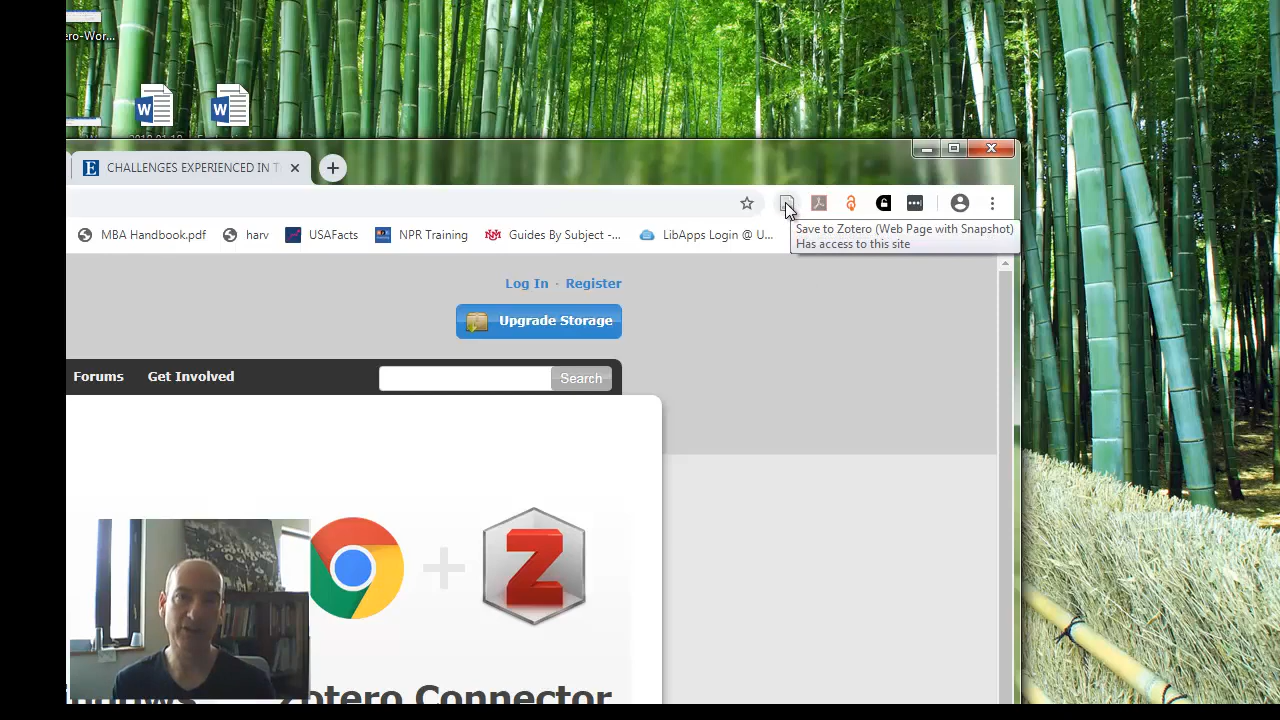 ero-Wor...
CHALLENGES EXPERIENCED IN T
Save to Zotero (Web Page with Snapshot)
Has access to this site
MBA Handbook.pdf harv USAFacts NPR Training Guides By Subject -... LibApps Login @ U...
Log In · Register
Upgrade Storage
Forums Get Involved Search
Zotero Connector